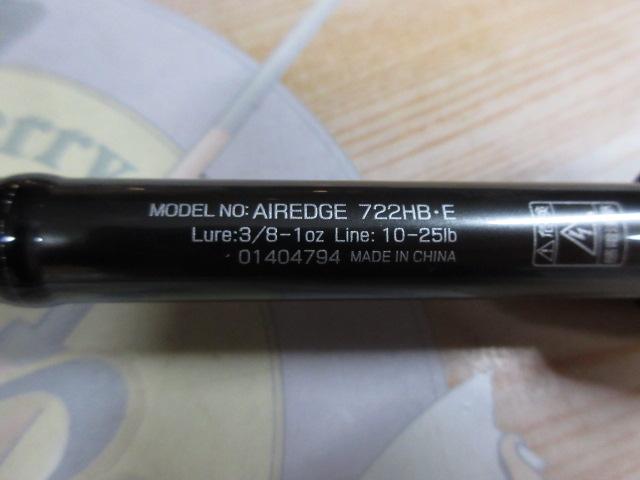 MODEL NO: AIREDGE 722HB·E
Lure:3/8-1oz Line: 10-25lb
01404794 MADE IN CHINA